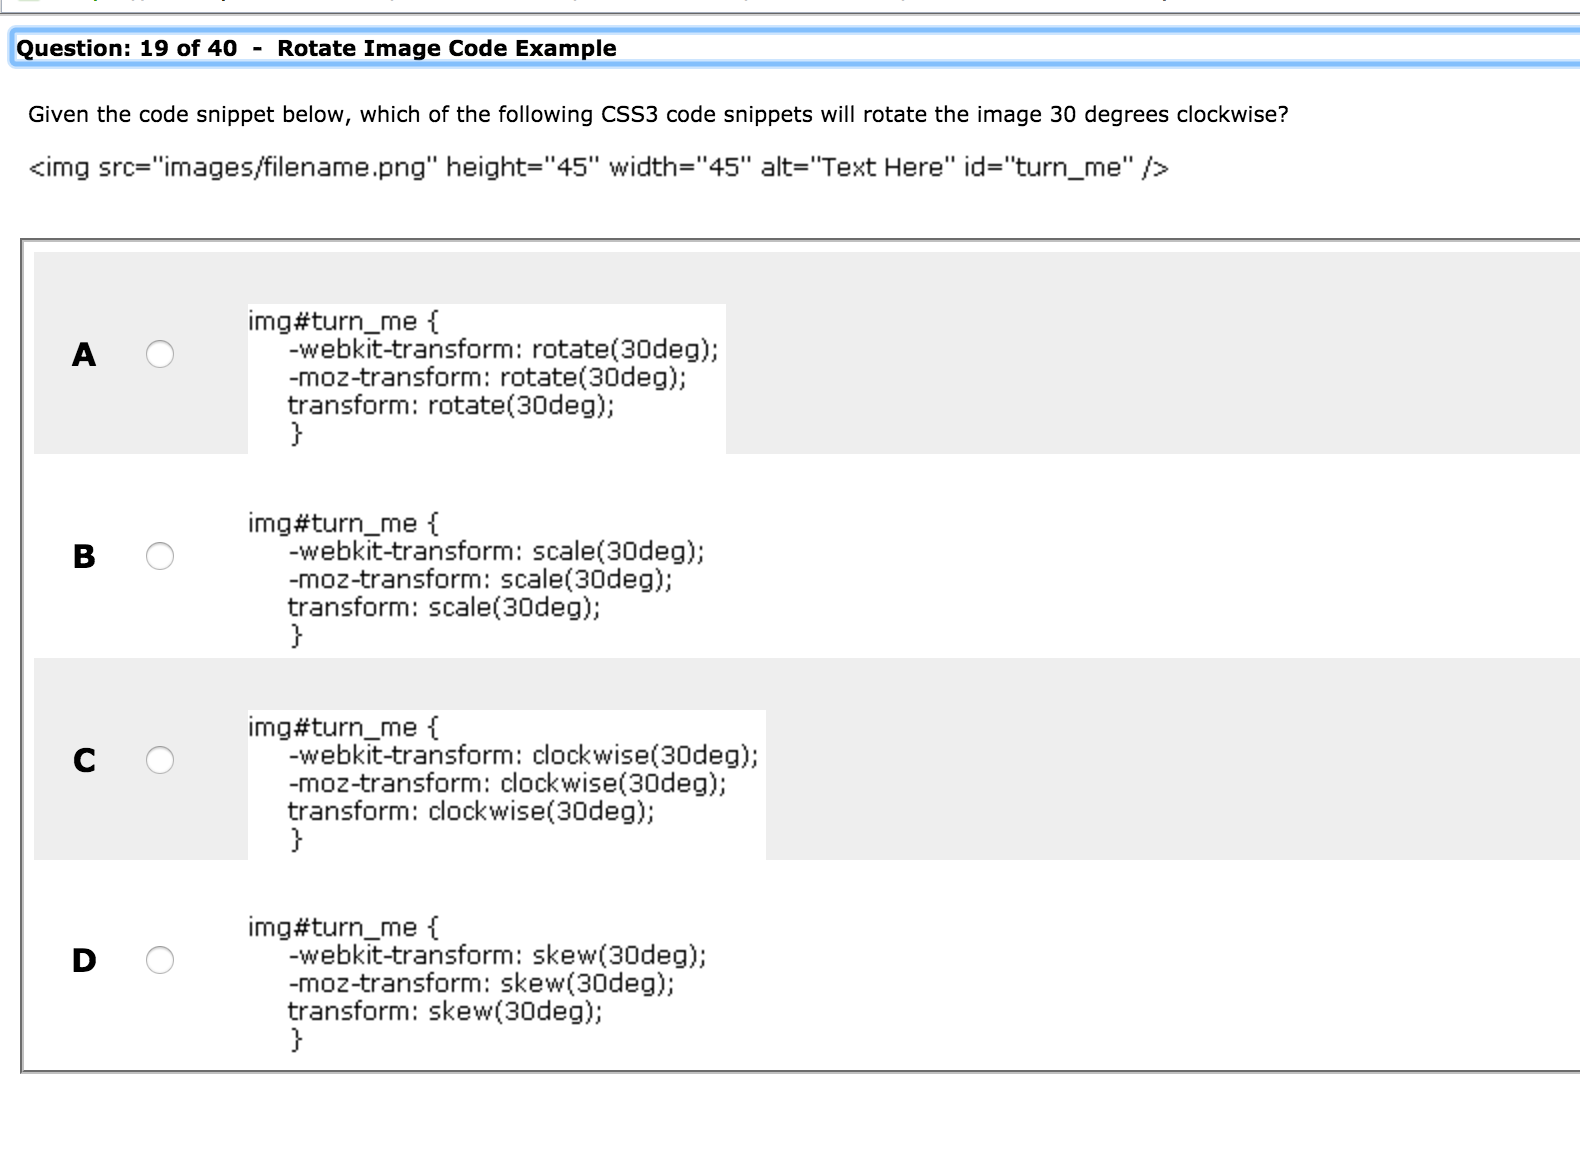 Question: 19 of 40 - Rotate Image Code Example
Given the code snippet below, which of the following CSS3 code snippets will rotate the image 30 degrees clockwise?
<img src="images/filename.png" height="45" width="45" alt="Text Here" id="turn_me" />
A
img#turn_me {
-webkit-transform: rotate(30deg);
-moz-transform: rotate(30deg);
transform: rotate(30deg);
}
B
img#turn_me {
-webkit-transform: scale(30deg);
-moz-transform: scale(30deg);
transform: scale(30deg);
}
C
img#turn_me {
-webkit-transform: clockwise(30deg);
-moz-transform: clockwise(30deg);
transform: clockwise(30deg);
}
D
img#turn_me {
-webkit-transform: skew(30deg);
-moz-transform: skew(30deg);
transform: skew(30deg);
}